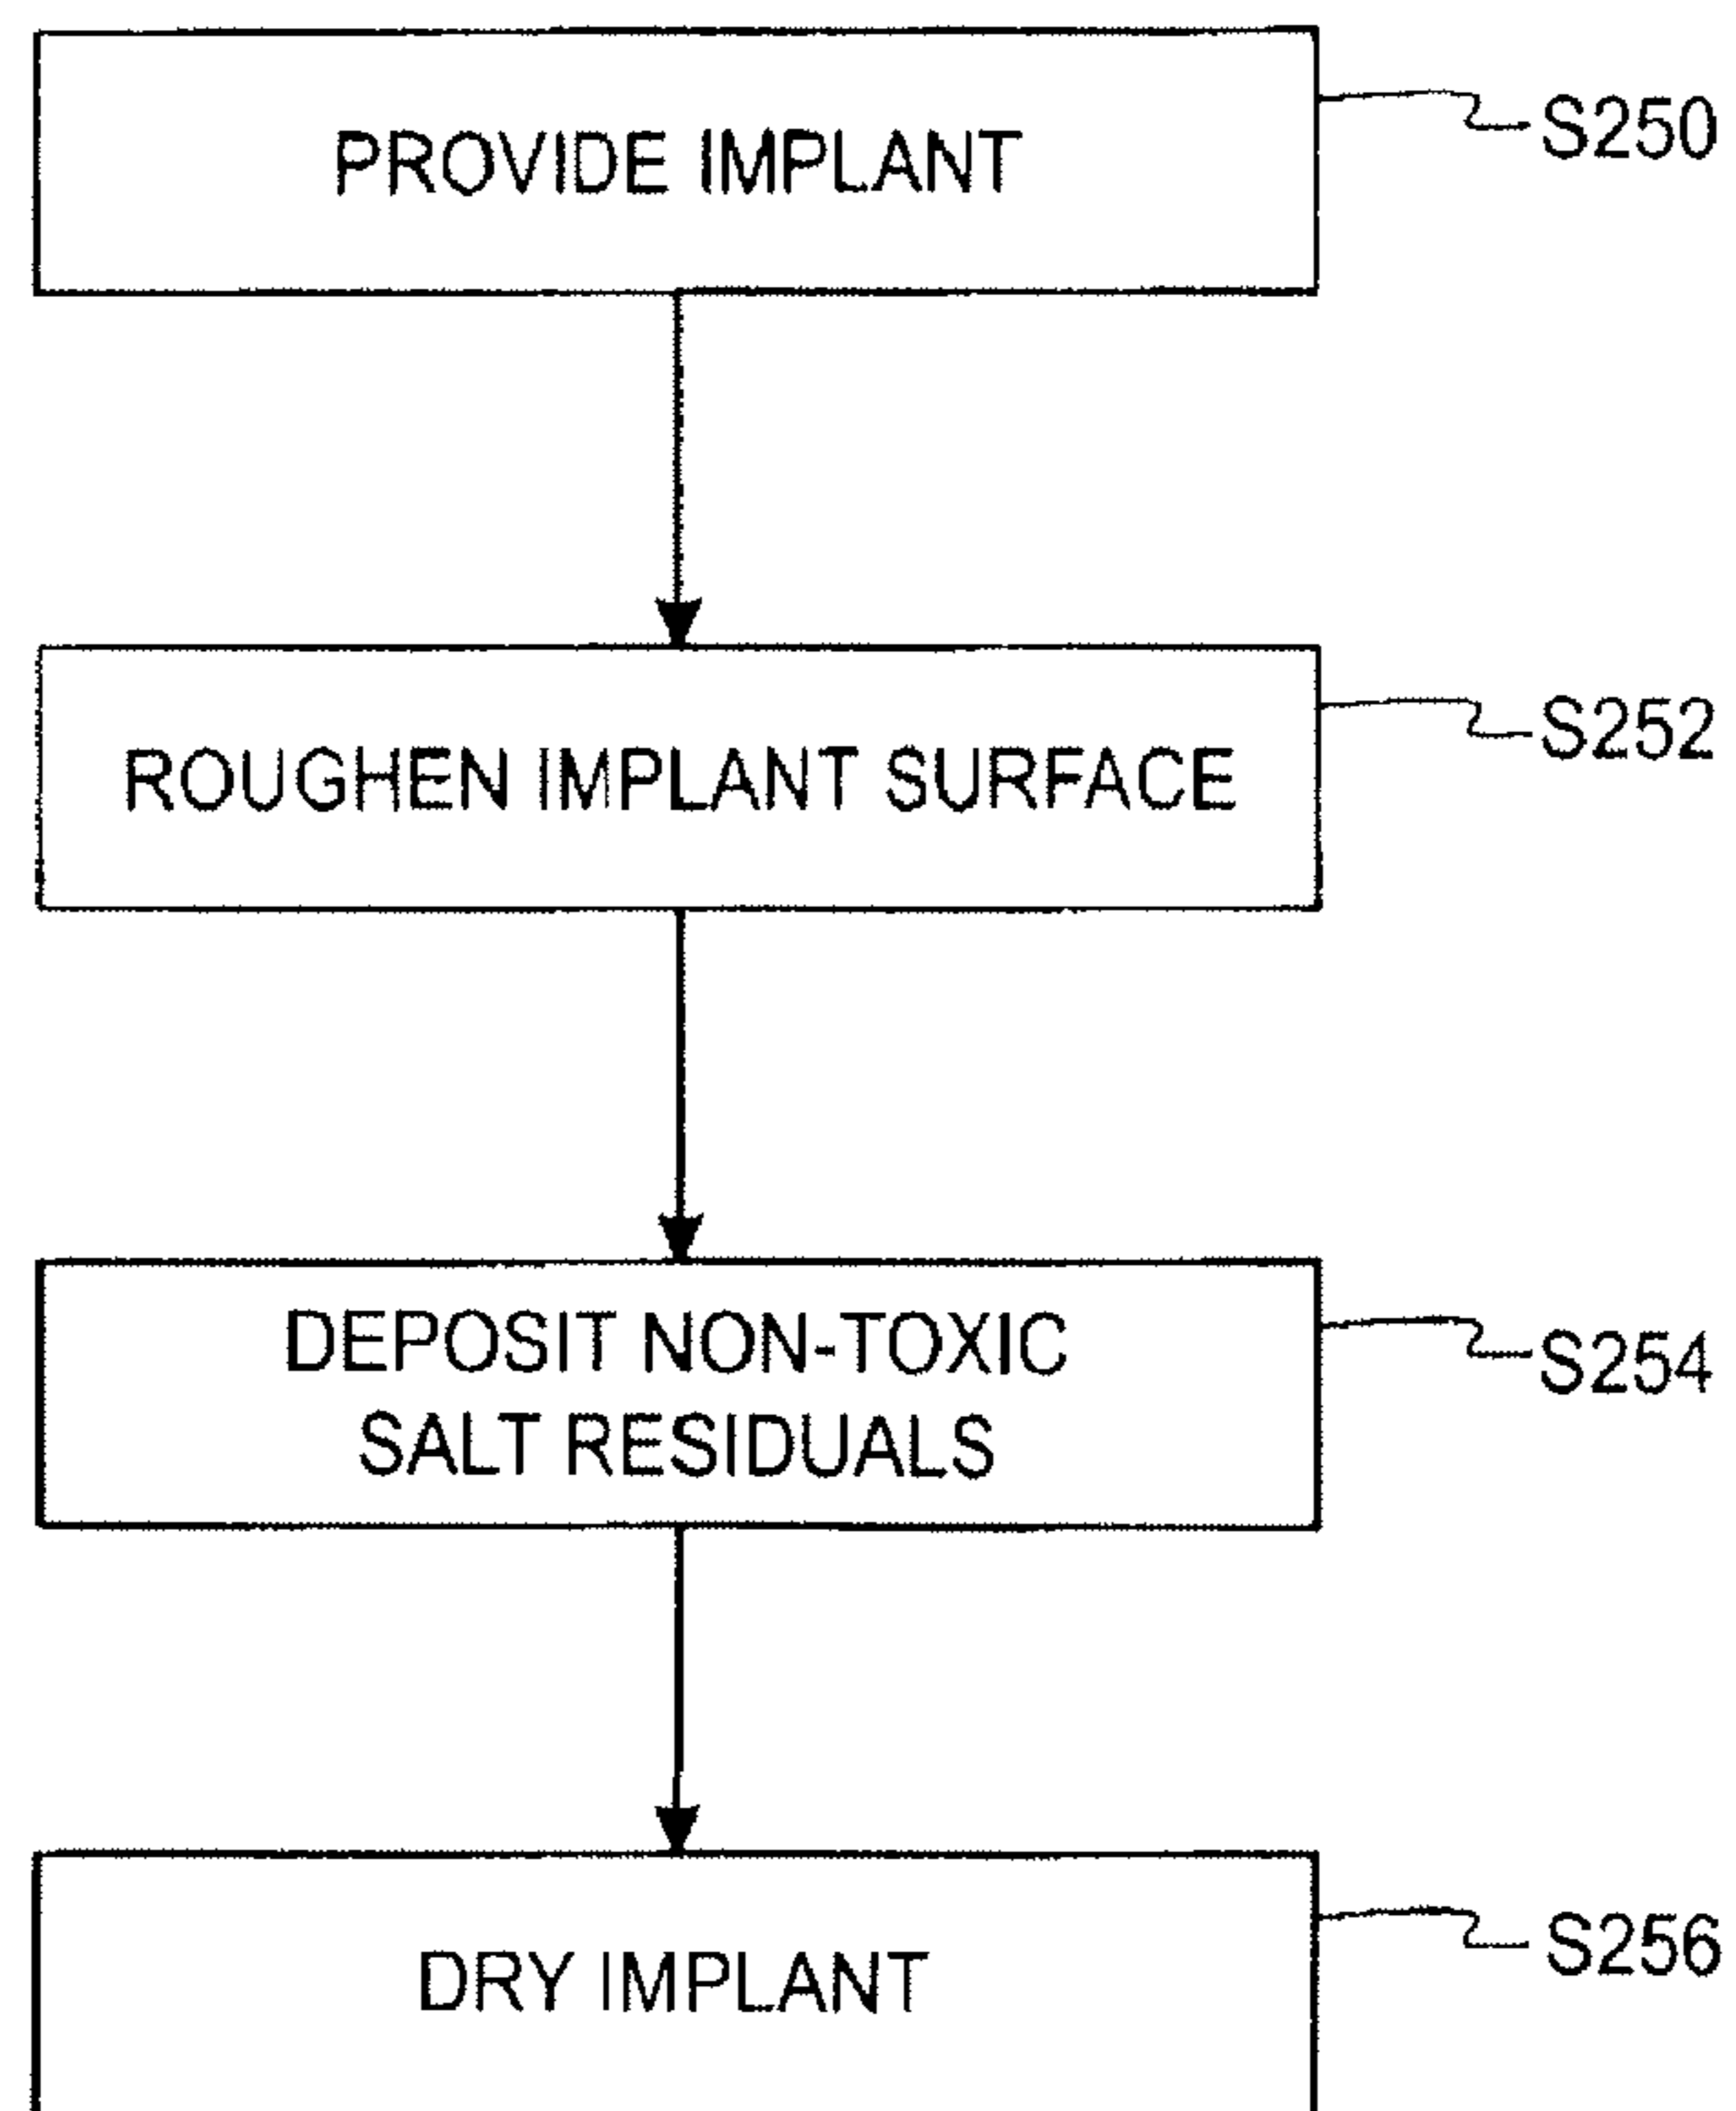 PROVIDE IMPLANT
S250
ROUGHEN IMPLANT SURFACE
S252
DEPOSIT NON-TOXIC
SALT RESIDUALS
S254
DRY IMPLANT
S256